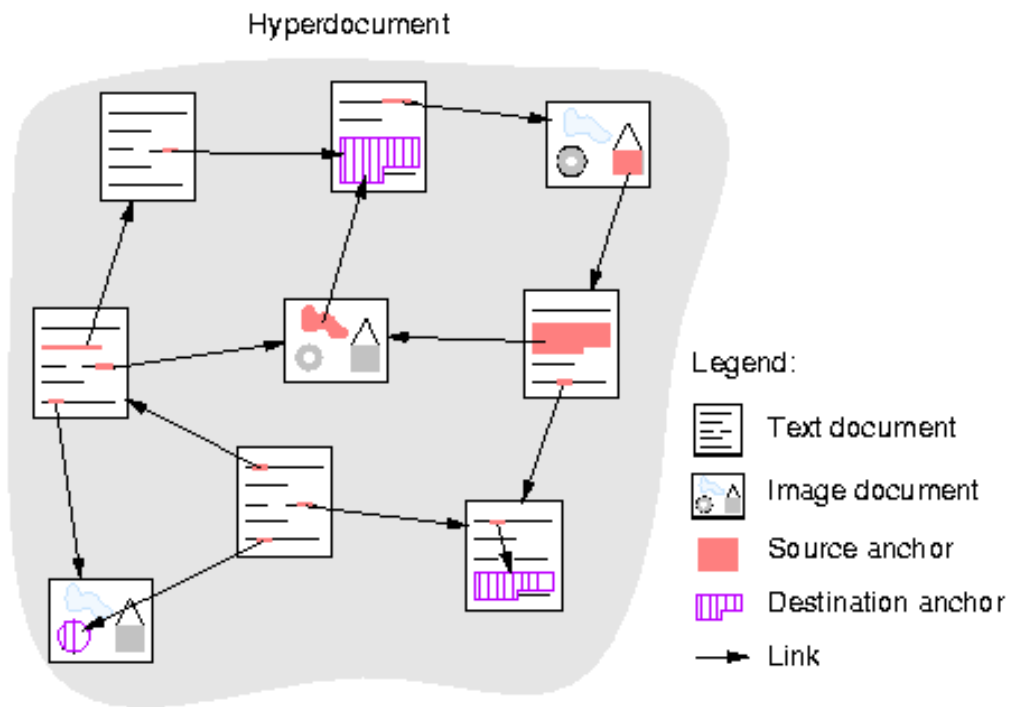 Hyperdocument
Legend:
Text document
Image document
Source anchor
Destination anchor
Link